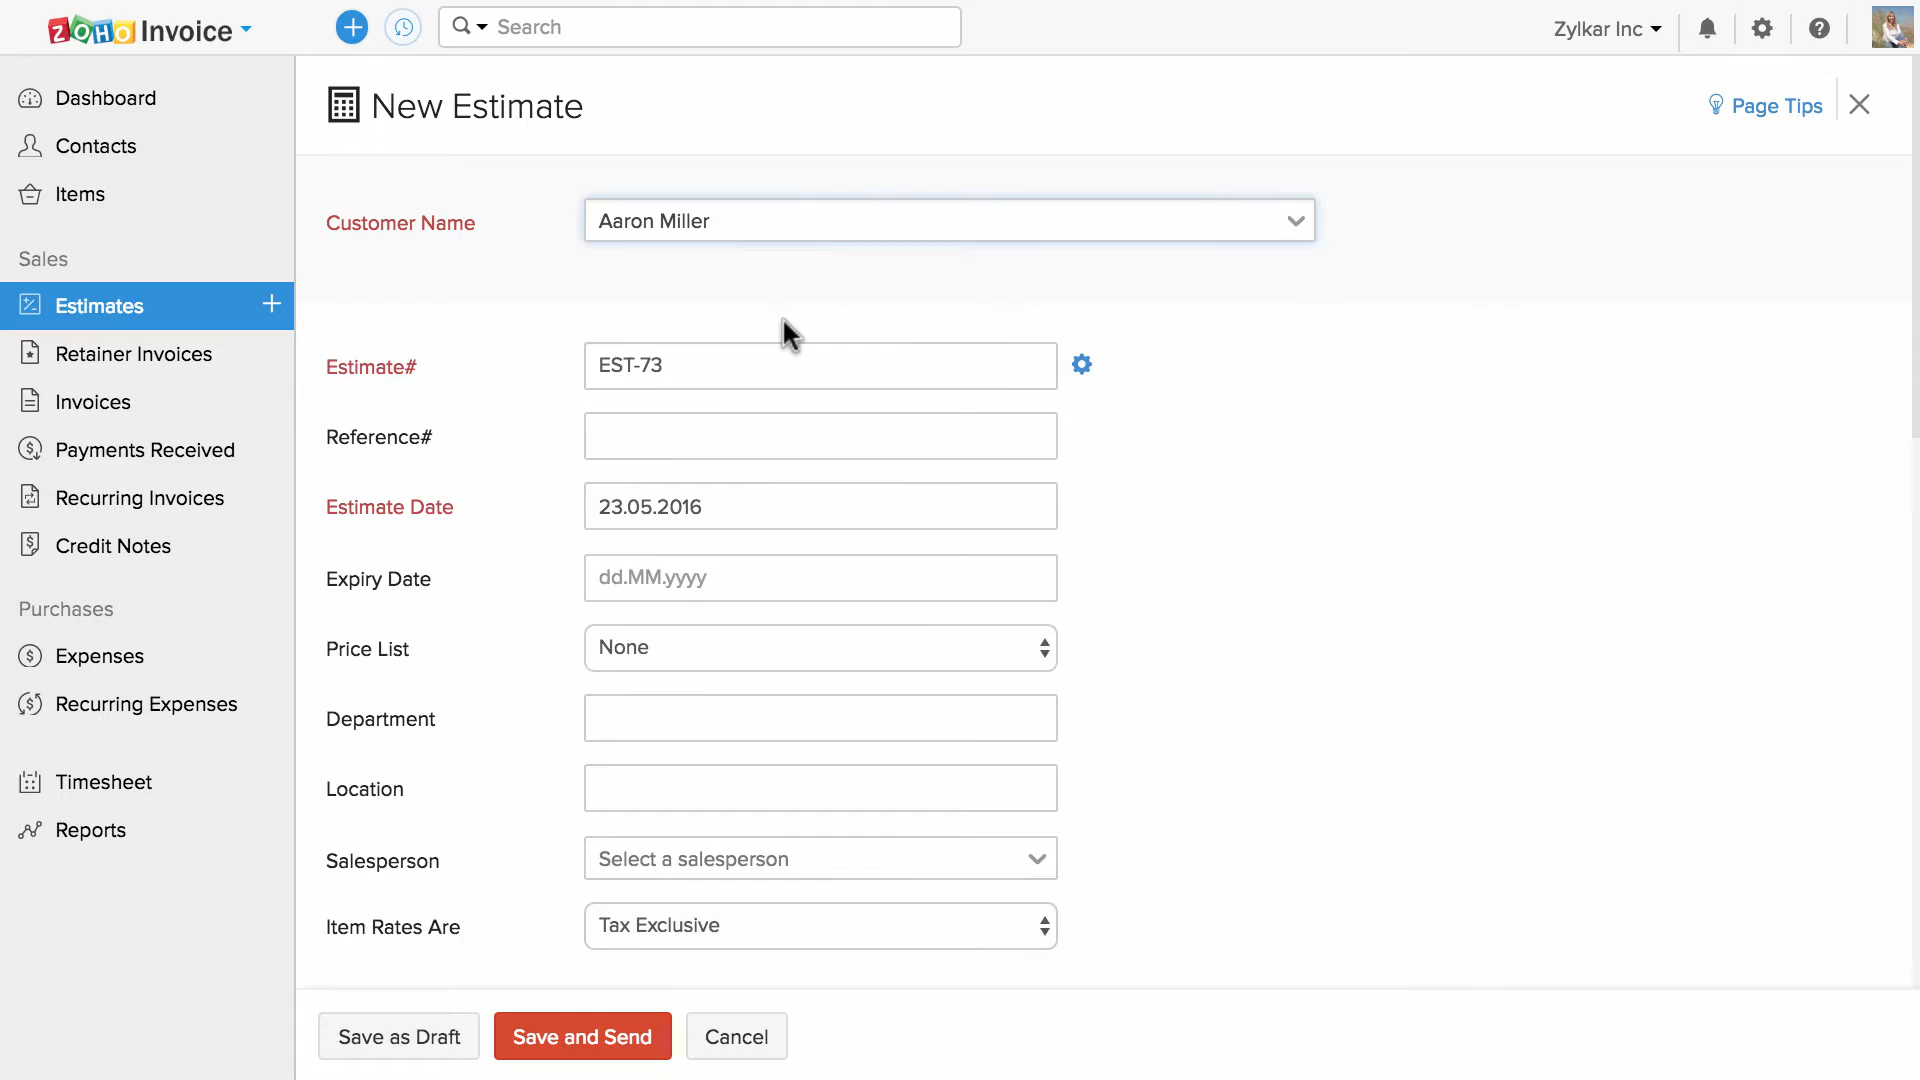 ZOHO Invoice
Search
Zylkar Inc
Dashboard
Contacts
Items
Sales
Estimates
Retainer Invoices
Invoices
Payments Received
Recurring Invoices
Credit Notes
Purchases
Expenses
Recurring Expenses
Timesheet
Reports
New Estimate
Page Tips
Customer Name
Aaron Miller
Estimate#
EST-73
Reference#
Estimate Date
23.05.2016
Expiry Date
dd.MM.yyyy
Price List
None
Department
Location
Salesperson
Select a salesperson
Item Rates Are
Tax Exclusive
Save as Draft
Save and Send
Cancel